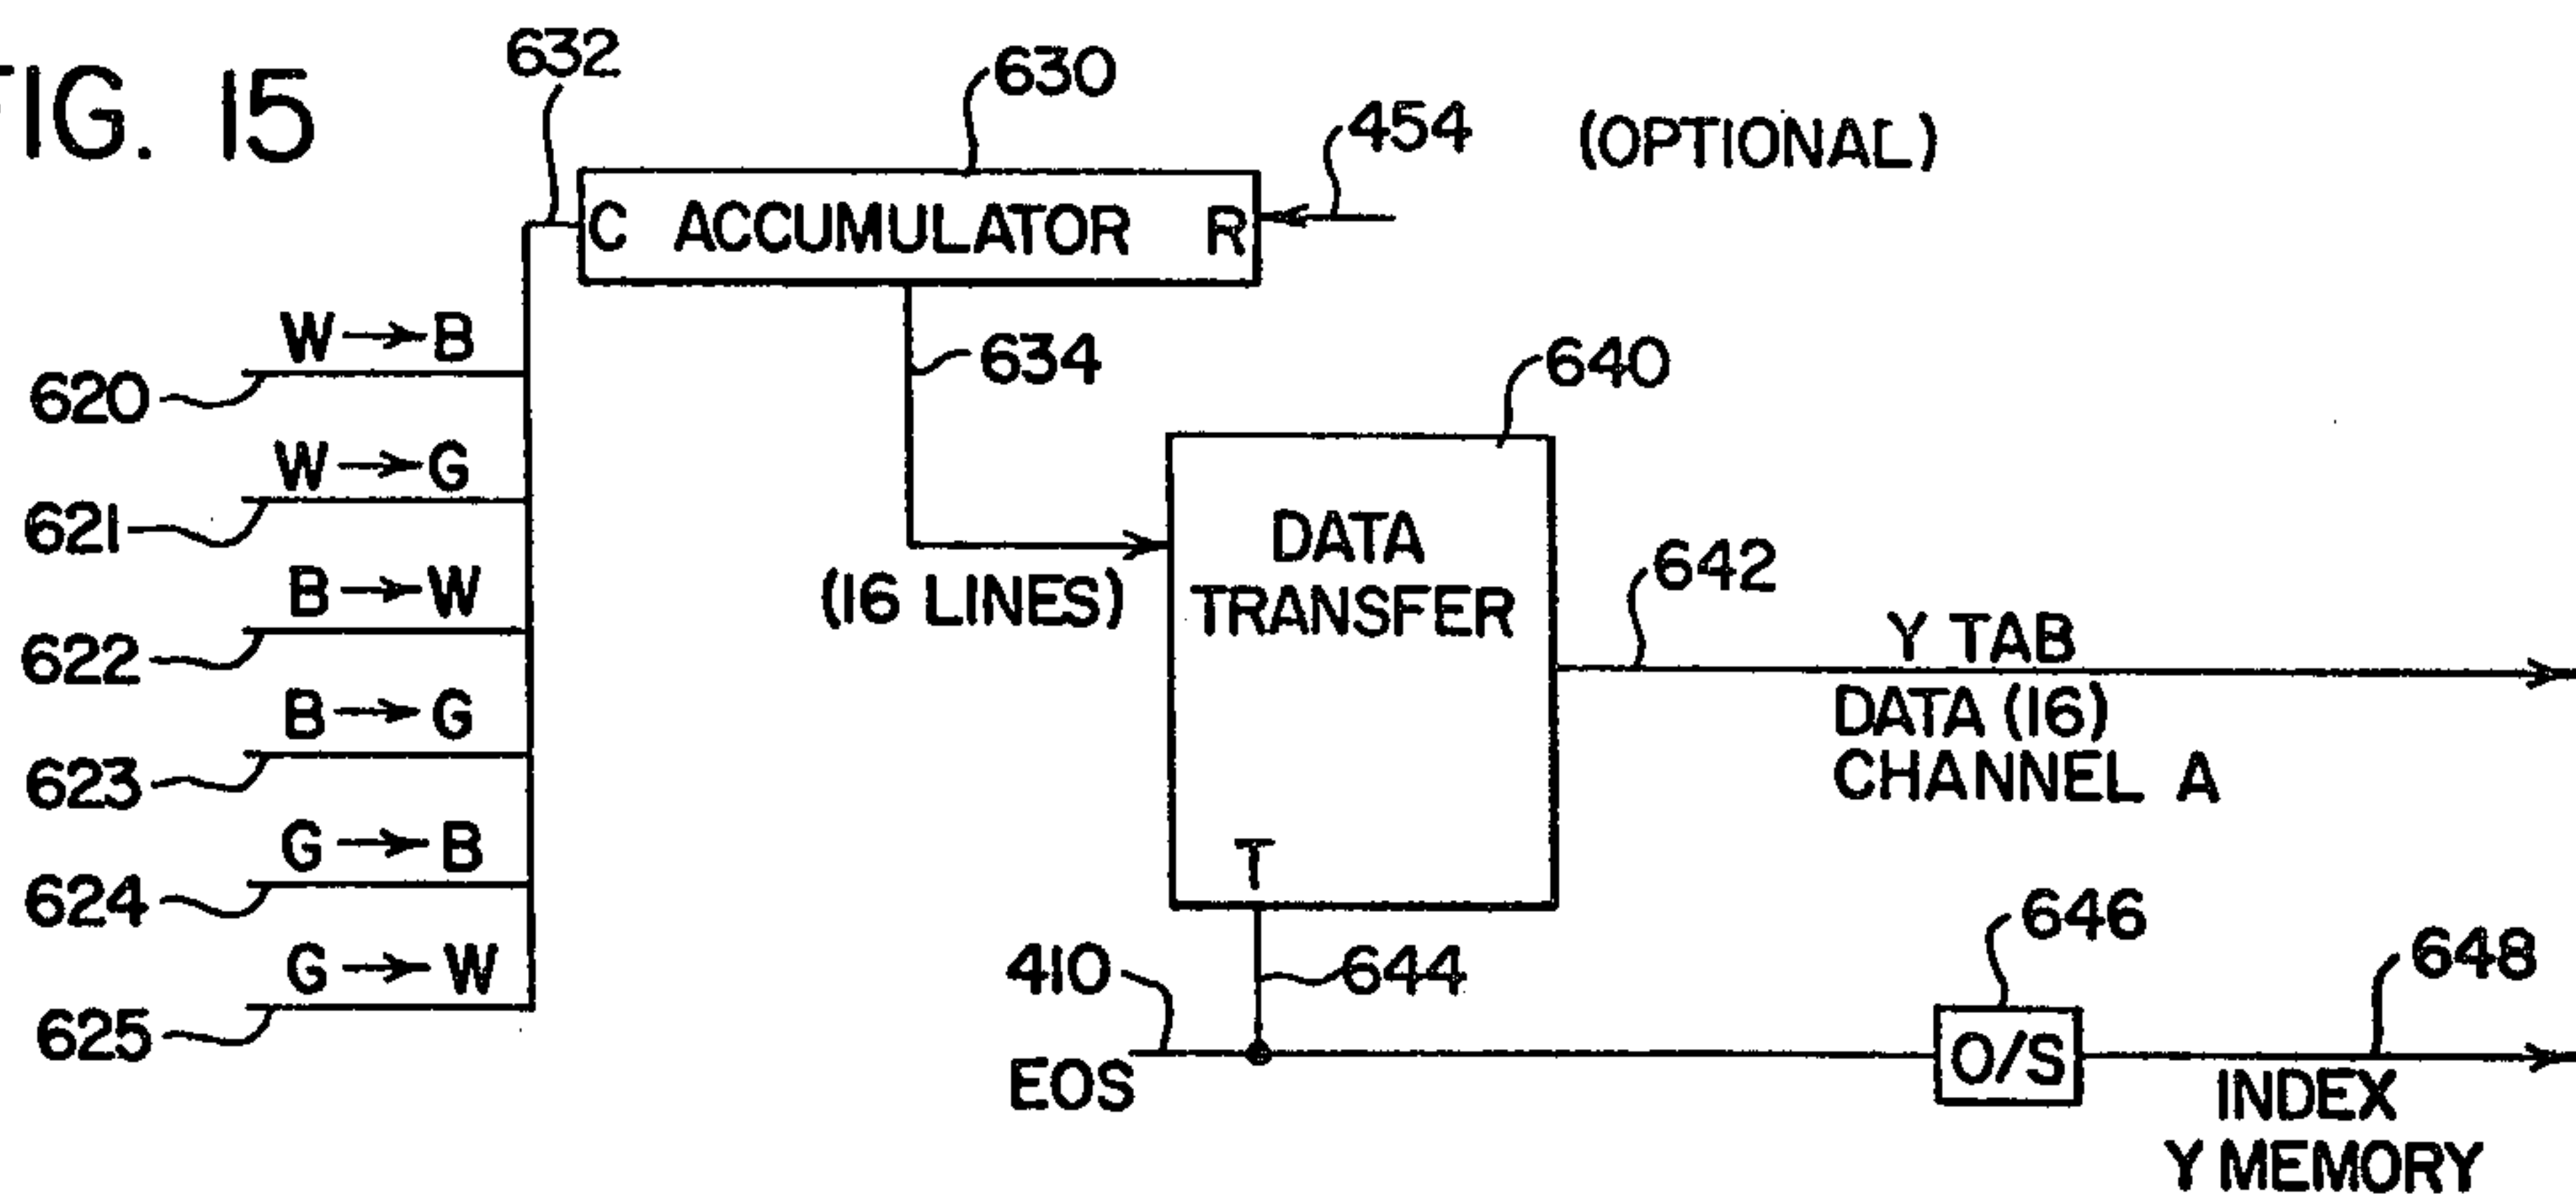 FIG. 15
632
630
454
(OPTIONAL)
C ACCUMULATOR R
W→B
620
634
640
W→G
621
DATA
TRANSFER
(16 LINES)
642
B→W
622
Y TAB
DATA (16)
CHANNEL A
B→G
623
G→B
624
T
646
G→W
625
410
644
648
EOS
O/S
INDEX
Y MEMORY